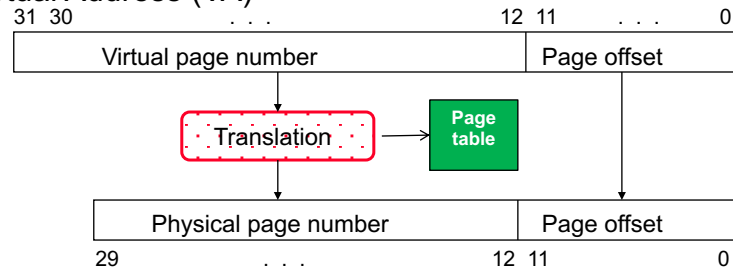 31 30 . . . 12 11 . . . 0
Virtual page number Page offset
Translation
Page
table
Physical page number Page offset
29 . . . 12 11 0